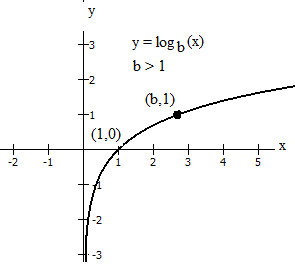 y
3
y = log_b(x)
b > 1
2
(b,1)
1
(1,0)
x
-2 -1 1 2 3 4 5
-1
-2
-3